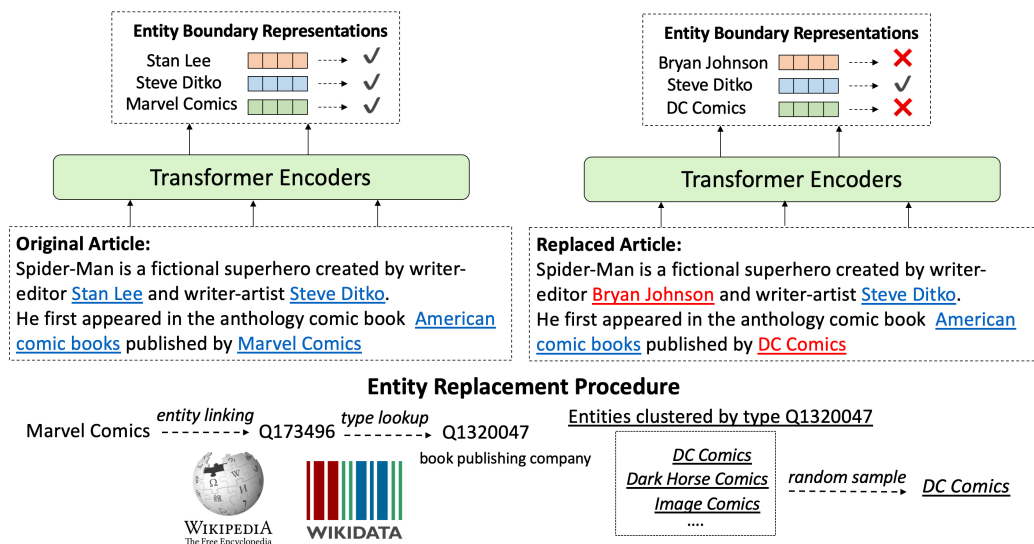 Entity Boundary Representations
Stan Lee
Steve Ditko
Marvel Comics
Transformer Encoders
Original Article:
Spider-Man is a fictional superhero created by writer-
editor Stan Lee and writer-artist Steve Ditko.
He first appeared in the anthology comic book American
comic books published by Marvel Comics
Entity Boundary Representations
Bryan Johnson
Steve Ditko
DC Comics
Transformer Encoders
Replaced Article:
Spider-Man is a fictional superhero created by writer-
editor Bryan Johnson and writer-artist Steve Ditko.
He first appeared in the anthology comic book American
comic books published by DC Comics
Entity Replacement Procedure
Marvel Comics
entity linking
Q173496
type lookup
Q1320047
book publishing company
WIKIPEDIA
The Free Encyclopedia
WIKIDATA
Entities clustered by type Q1320047
DC Comics
Dark Horse Comics
Image Comics
....
random sample
DC Comics